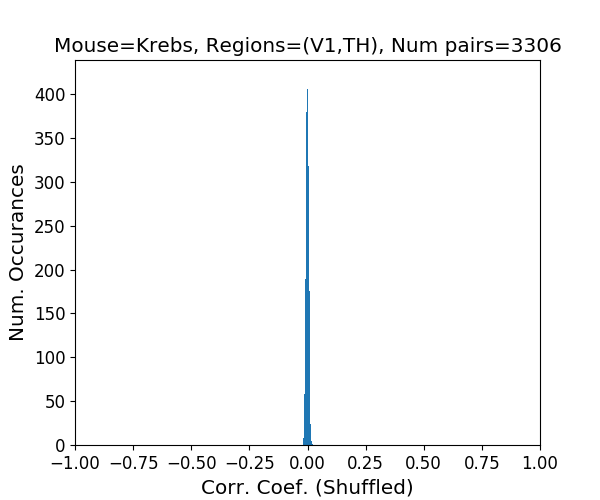 Mouse=Krebs, Regions=(V1,TH), Num pairs=3306
Num. Occurances
400
350
300
250
200
150
100
50
0
−1.00 −0.75 −0.50 −0.25 0.00 0.25 0.50 0.75 1.00
Corr. Coef. (Shuffled)